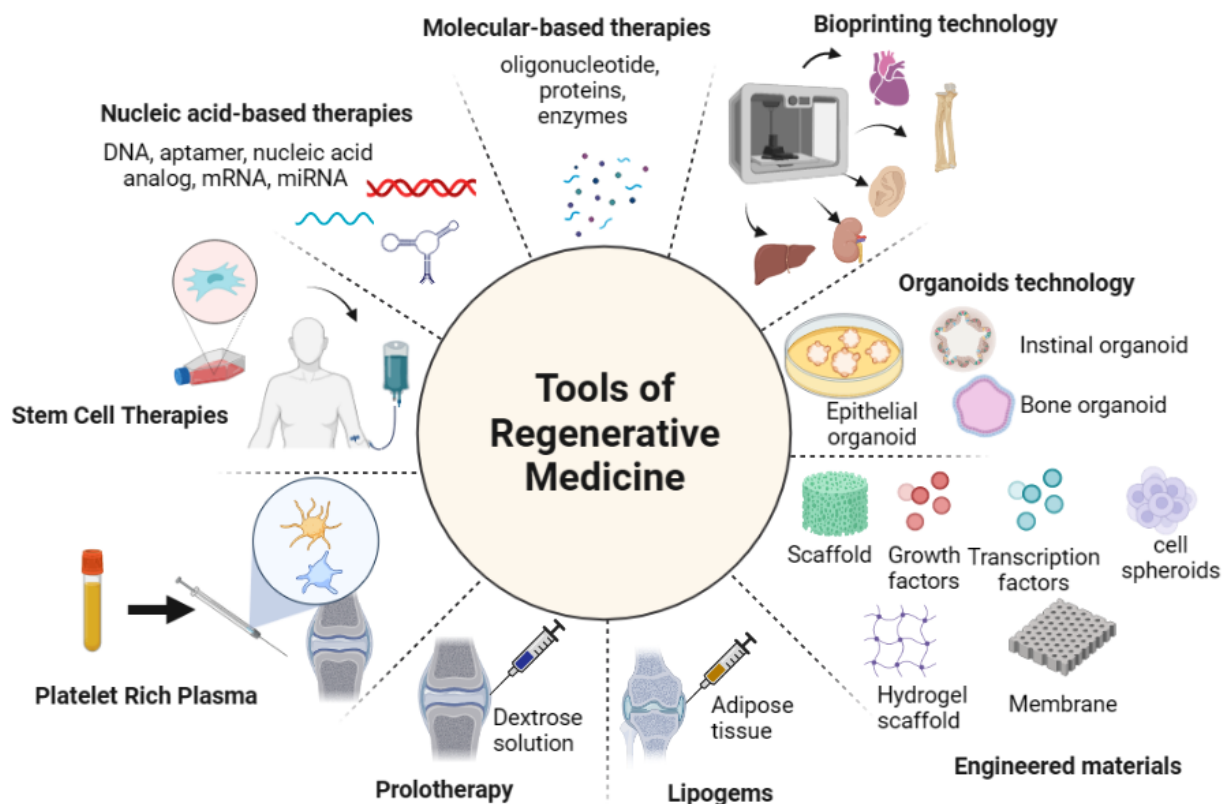 Molecular-based therapies
oligonucleotide,
proteins,
enzymes
Bioprinting technology
Nucleic acid-based therapies
DNA, aptamer, nucleic acid
analog, mRNA, miRNA
Organoids technology
Instinal organoid
Bone organoid
Epithelial
organoid
Stem Cell Therapies
Tools of
Regenerative
Medicine
Scaffold
Growth
factors
Transcription
factors
cell
spheroids
Hydrogel
scaffold
Membrane
Engineered materials
Platelet Rich Plasma
Dextrose
solution
Prolotherapy
Adipose
tissue
Lipogems